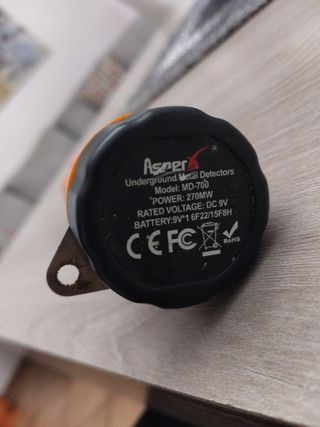 AsperX
Underground Metal Detectors
Model: MD-700
"POWER: 270MW
RATED VOLTAGE: DC 9V
BATTERY:9V*1 6F22/15F8H
CE FC
RoHS